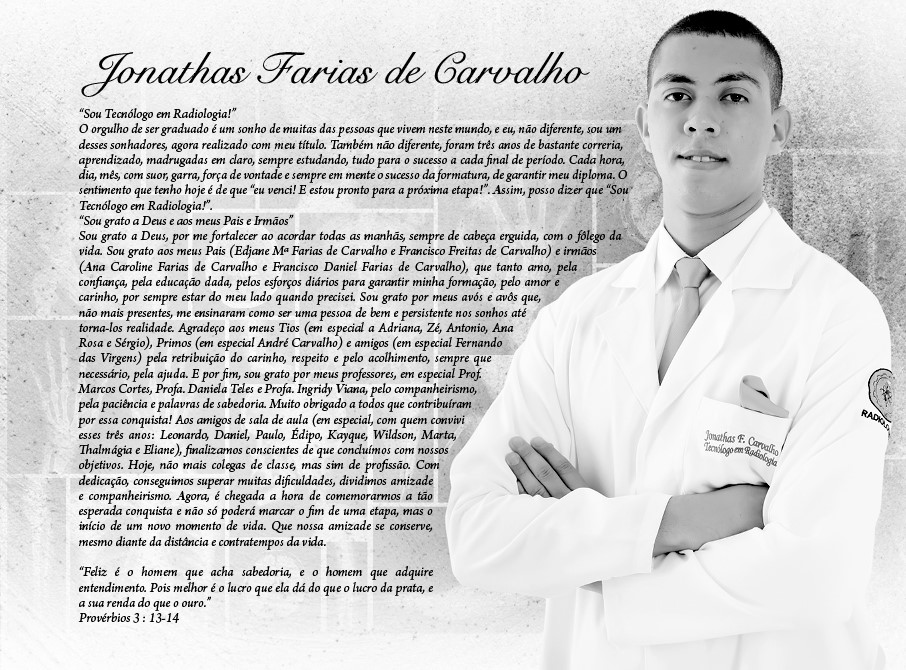 Jonathas Farias de Carvalho
“Sou Tecnólogo em Radiologia!”
O orgulho de ser graduado é um sonho de muitas das pessoas que vivem neste mundo, e eu, não diferente, sou um
desses sonhadores, agora realizado com meu título. Também não diferente, foram três anos de bastante correria,
aprendizado, madrugadas em claro, sempre estudando, tudo para o sucesso a cada final de período. Cada hora,
dia, mês, com suor, garra, força de vontade e sempre em mente o sucesso da formatura, de garantir meu diploma. O
sentimento que tenho hoje é de que “eu venci! E estou pronto para a próxima etapa!”. Assim, posso dizer que “Sou
Tecnólogo em Radiologia!”.
“Sou grato a Deus e aos meus Pais e Irmãos”
Sou grato a Deus, por me fortalecer ao acordar todas as manhãs, sempre de cabeça erguida, com o fôlego da
vida. Sou grato aos meus Pais (Edjane Mª Farias de Carvalho e Francisco Freitas de Carvalho) e irmãos
(Ana Caroline Farias de Carvalho e Francisco Daniel Farias de Carvalho), que tanto amo, pela
confiança, pela educação dada, pelos esforços diários para garantir minha formação, pelo amor e
carinho, por sempre estar do meu lado quando precisei. Sou grato por meus avós e avôs que,
não mais presentes, me ensinaram como ser uma pessoa de bem e persistente nos sonhos até
torna-los realidade. Agradeço aos meus Tios (em especial a Adriana, Zé, Antonio, Ana
Rosa e Sérgio), Primos (em especial André Carvalho) e amigos (em especial Fernando
das Virgens) pela retribuição do carinho, respeito e pelo acolhimento, sempre que
necessário, pela ajuda. E por fim, sou grato por meus professores, em especial Prof.
Marcos Cortes, Profa. Daniela Teles e Profa. Ingridy Viana, pelo companheirismo,
pela paciência e palavras de sabedoria. Muito obrigado a todos que contribuíram
por essa conquista! Aos amigos de sala de aula (em especial, com quem convivi
esses três anos: Leonardo, Daniel, Paulo, Édipo, Kayque, Wildson, Marta,
Thalmágia e Eliane), finalizamos conscientes de que concluímos com nossos
objetivos. Hoje, não mais colegas de classe, mas sim de profissão. Com
dedicação, conseguimos superar muitas dificuldades, dividimos amizade
e companheirismo. Agora, é chegada a hora de comemorarmos a tão
esperada conquista e não só poderá marcar o fim de uma etapa, mas o
início de um novo momento de vida. Que nossa amizade se conserve,
mesmo diante da distância e contratempos da vida.
“Feliz é o homem que acha sabedoria, e o homem que adquire
entendimento. Pois melhor é o lucro que ela dá do que o lucro da prata, e
a sua renda do que o ouro.”
Provérbios 3 : 13-14
Jonathas F. Carvalho
Tecnólogo em Radiologia